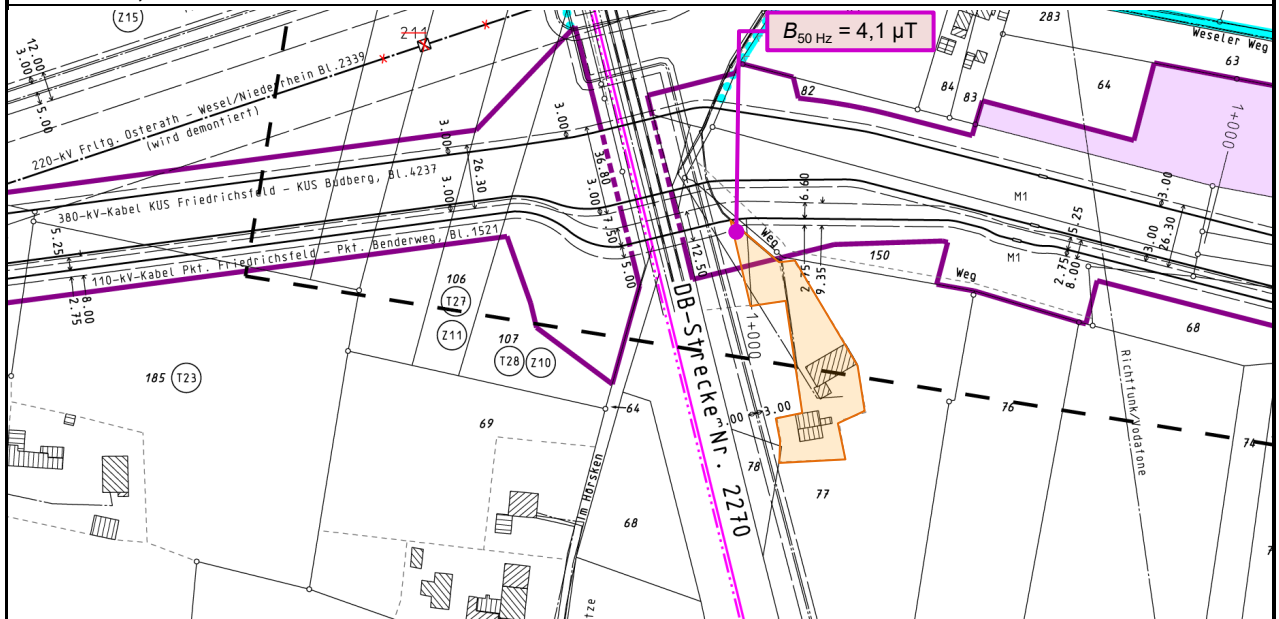 Z15
B50 Hz = 4,1 µT
283
Weseler Weg
63
12.00
3.00
5.00
211
220-kV Frltg. Osterath - Wesel/Niederrhein Bl.2339
(wird demontiert)
82
84
83
64
1+000
3.00
3.00
26.30
3.00
36.80
3.00
7.50
5.00
12.50
6.60
M1
3.00
26.30
3.00
5.25
2.75
8.00
M1
380-kV-Kabel KUS Friedrichsfeld - KUS Budberg, Bl.4237
5.25
110-kV-Kabel Pkt. Friedrichsfeld - Pkt. Benderweg, Bl.1521
8.00
2.75
Weg
2.75
9.35
150
Weg
68
106
T27
Z11
107
T28
Z10
1+000
185
T23
64
69
3.00
3.00
76
74
Richtfunk/Vodafone
DB-Strecke Nr. 2270
Im Hörsken
78
77
68